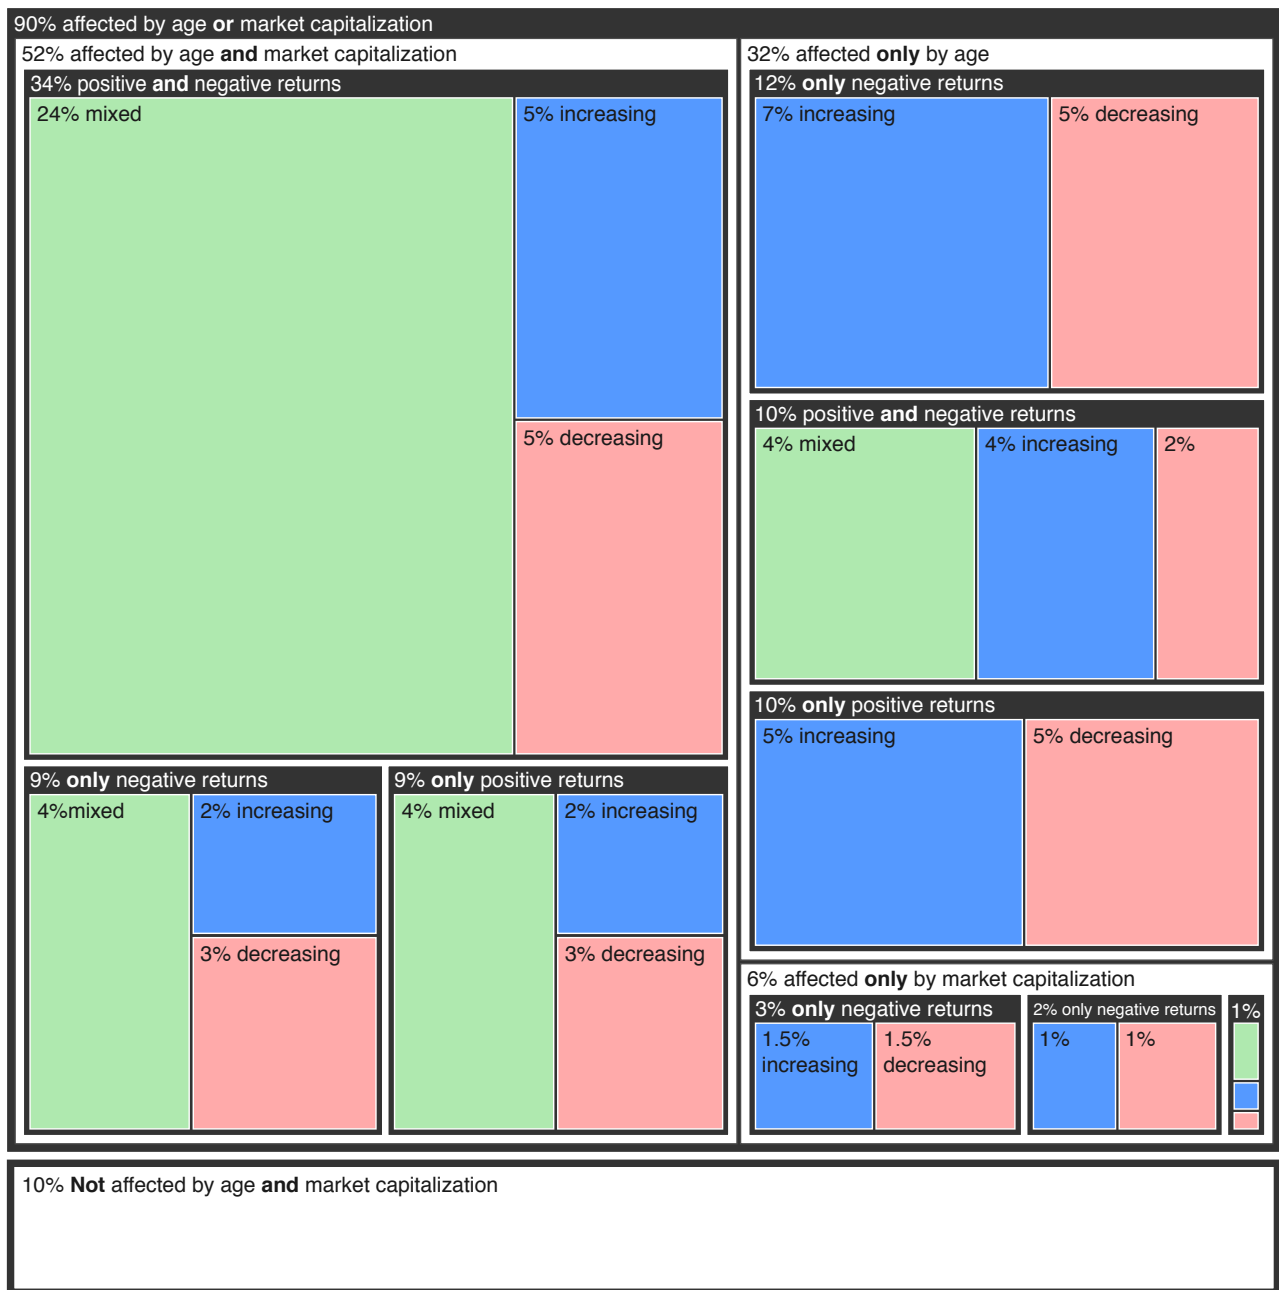 90% affected by age or market capitalization
52% affected by age and market capitalization
34% positive and negative returns
24% mixed
5% increasing
5% decreasing
9% only negative returns
4%mixed
2% increasing
3% decreasing
9% only positive returns
4% mixed
2% increasing
3% decreasing
32% affected only by age
12% only negative returns
7% increasing
5% decreasing
10% positive and negative returns
4% mixed
4% increasing
2%
10% only positive returns
5% increasing
5% decreasing
6% affected only by market capitalization
3% only negative returns
1.5%
increasing
1.5%
decreasing
2% only negative returns
1%
1%
1%
10% Not affected by age and market capitalization